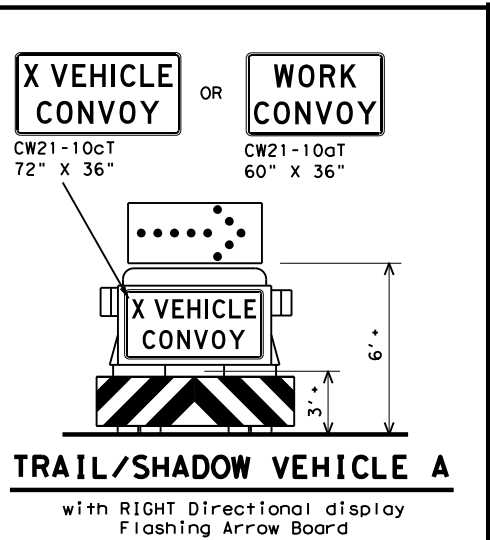 X VEHICLE
CONVOY
OR
WORK
CONVOY
CW21-10cT
72" X 36"
CW21-10aT
60" X 36"
X VEHICLE
CONVOY
6'+
3'+
TRAIL/SHADOW VEHICLE A
with RIGHT Directional display
Flashing Arrow Board